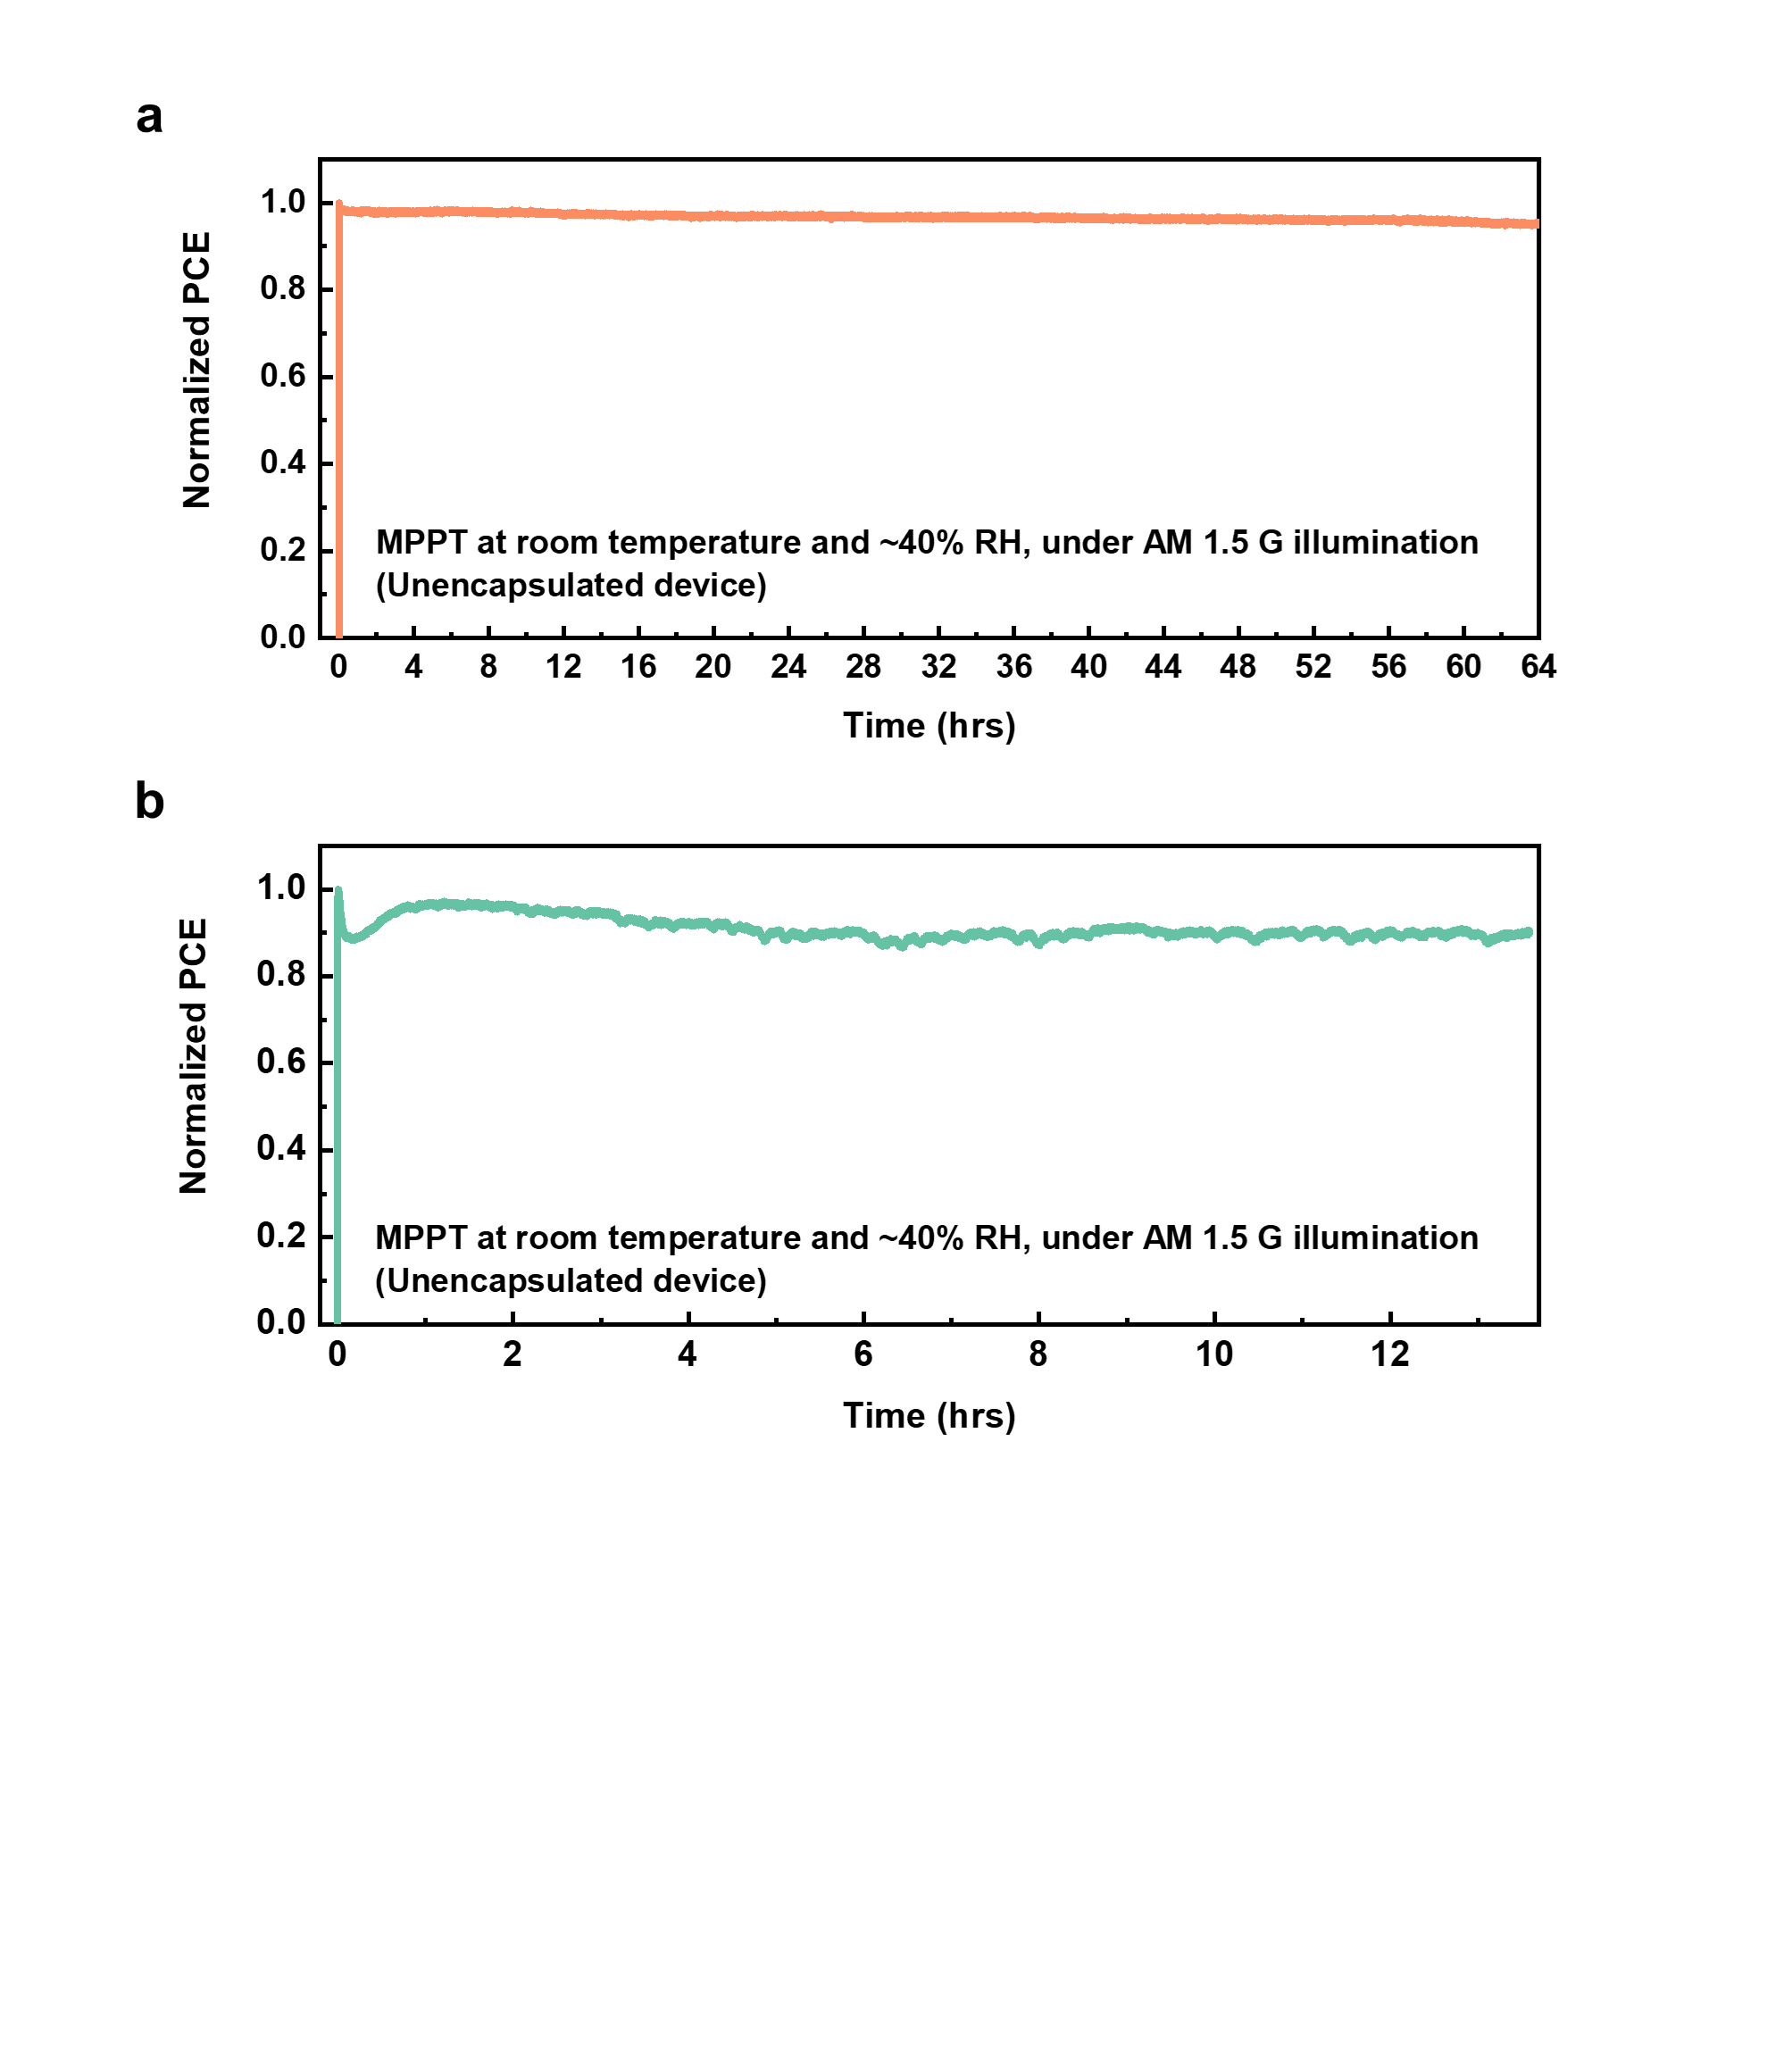 a
1.0
0.8
0.6
0.4
0.2
0.0
Normalized PCE
MPPT at room temperature and ~40% RH, under AM 1.5 G illumination
(Unencapsulated device)
0 4 8 12 16 20 24 28 32 36 40 44 48 52 56 60 64
Time (hrs)
b
1.0
0.8
0.6
0.4
0.2
0.0
Normalized PCE
MPPT at room temperature and ~40% RH, under AM 1.5 G illumination
(Unencapsulated device)
0 2 4 6 8 10 12
Time (hrs)